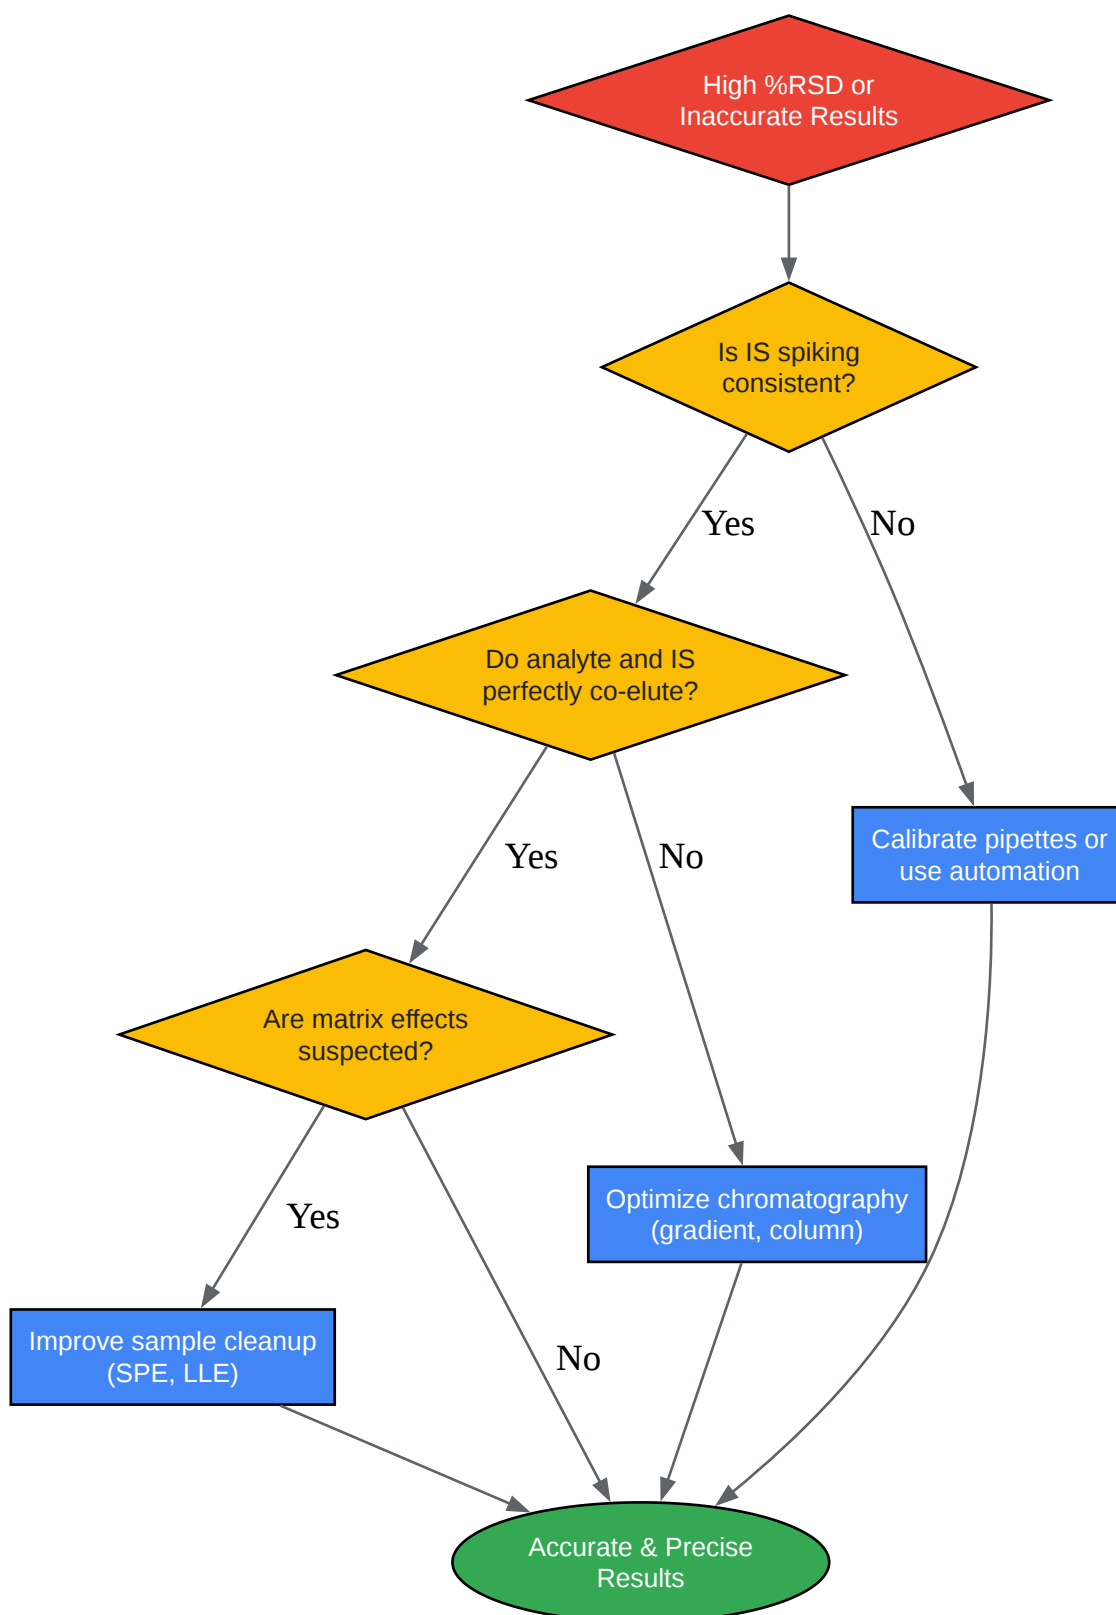 High %RSD or
Inaccurate Results
Is IS spiking
consistent?
Yes
No
Do analyte and IS
perfectly co-elute?
Yes
No
Calibrate pipettes or
use automation
Are matrix effects
suspected?
Yes
No
Optimize chromatography
(gradient, column)
Improve sample cleanup
(SPE, LLE)
Accurate & Precise
Results